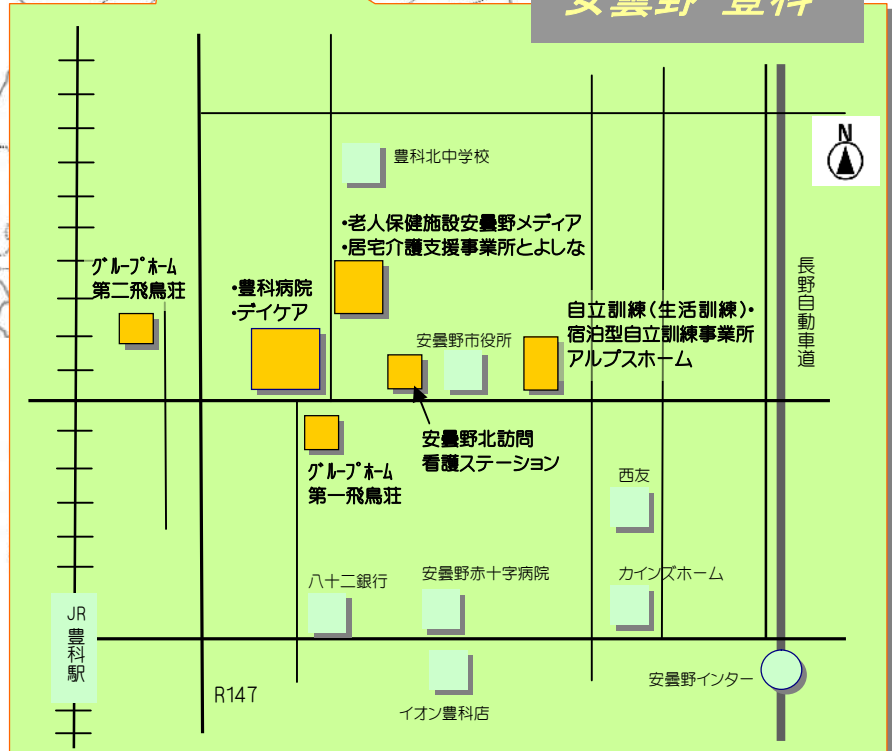 安曇野 豊科
N
豊科北中学校
・老人保健施設安曇野メディア
・居宅介護支援事業所とよしな
グループホーム
第二飛鳥荘
・豊科病院
・デイケア
長野自動車道
自立訓練（生活訓練）・
宿泊型自立訓練事業所
アルプスホーム
安曇野市役所
安曇野北訪問
看護ステーション
グループホーム
第一飛鳥荘
西友
八十二銀行
安曇野赤十字病院
カインズホーム
JR
豊科駅
安曇野インター
R147
イオン豊科店